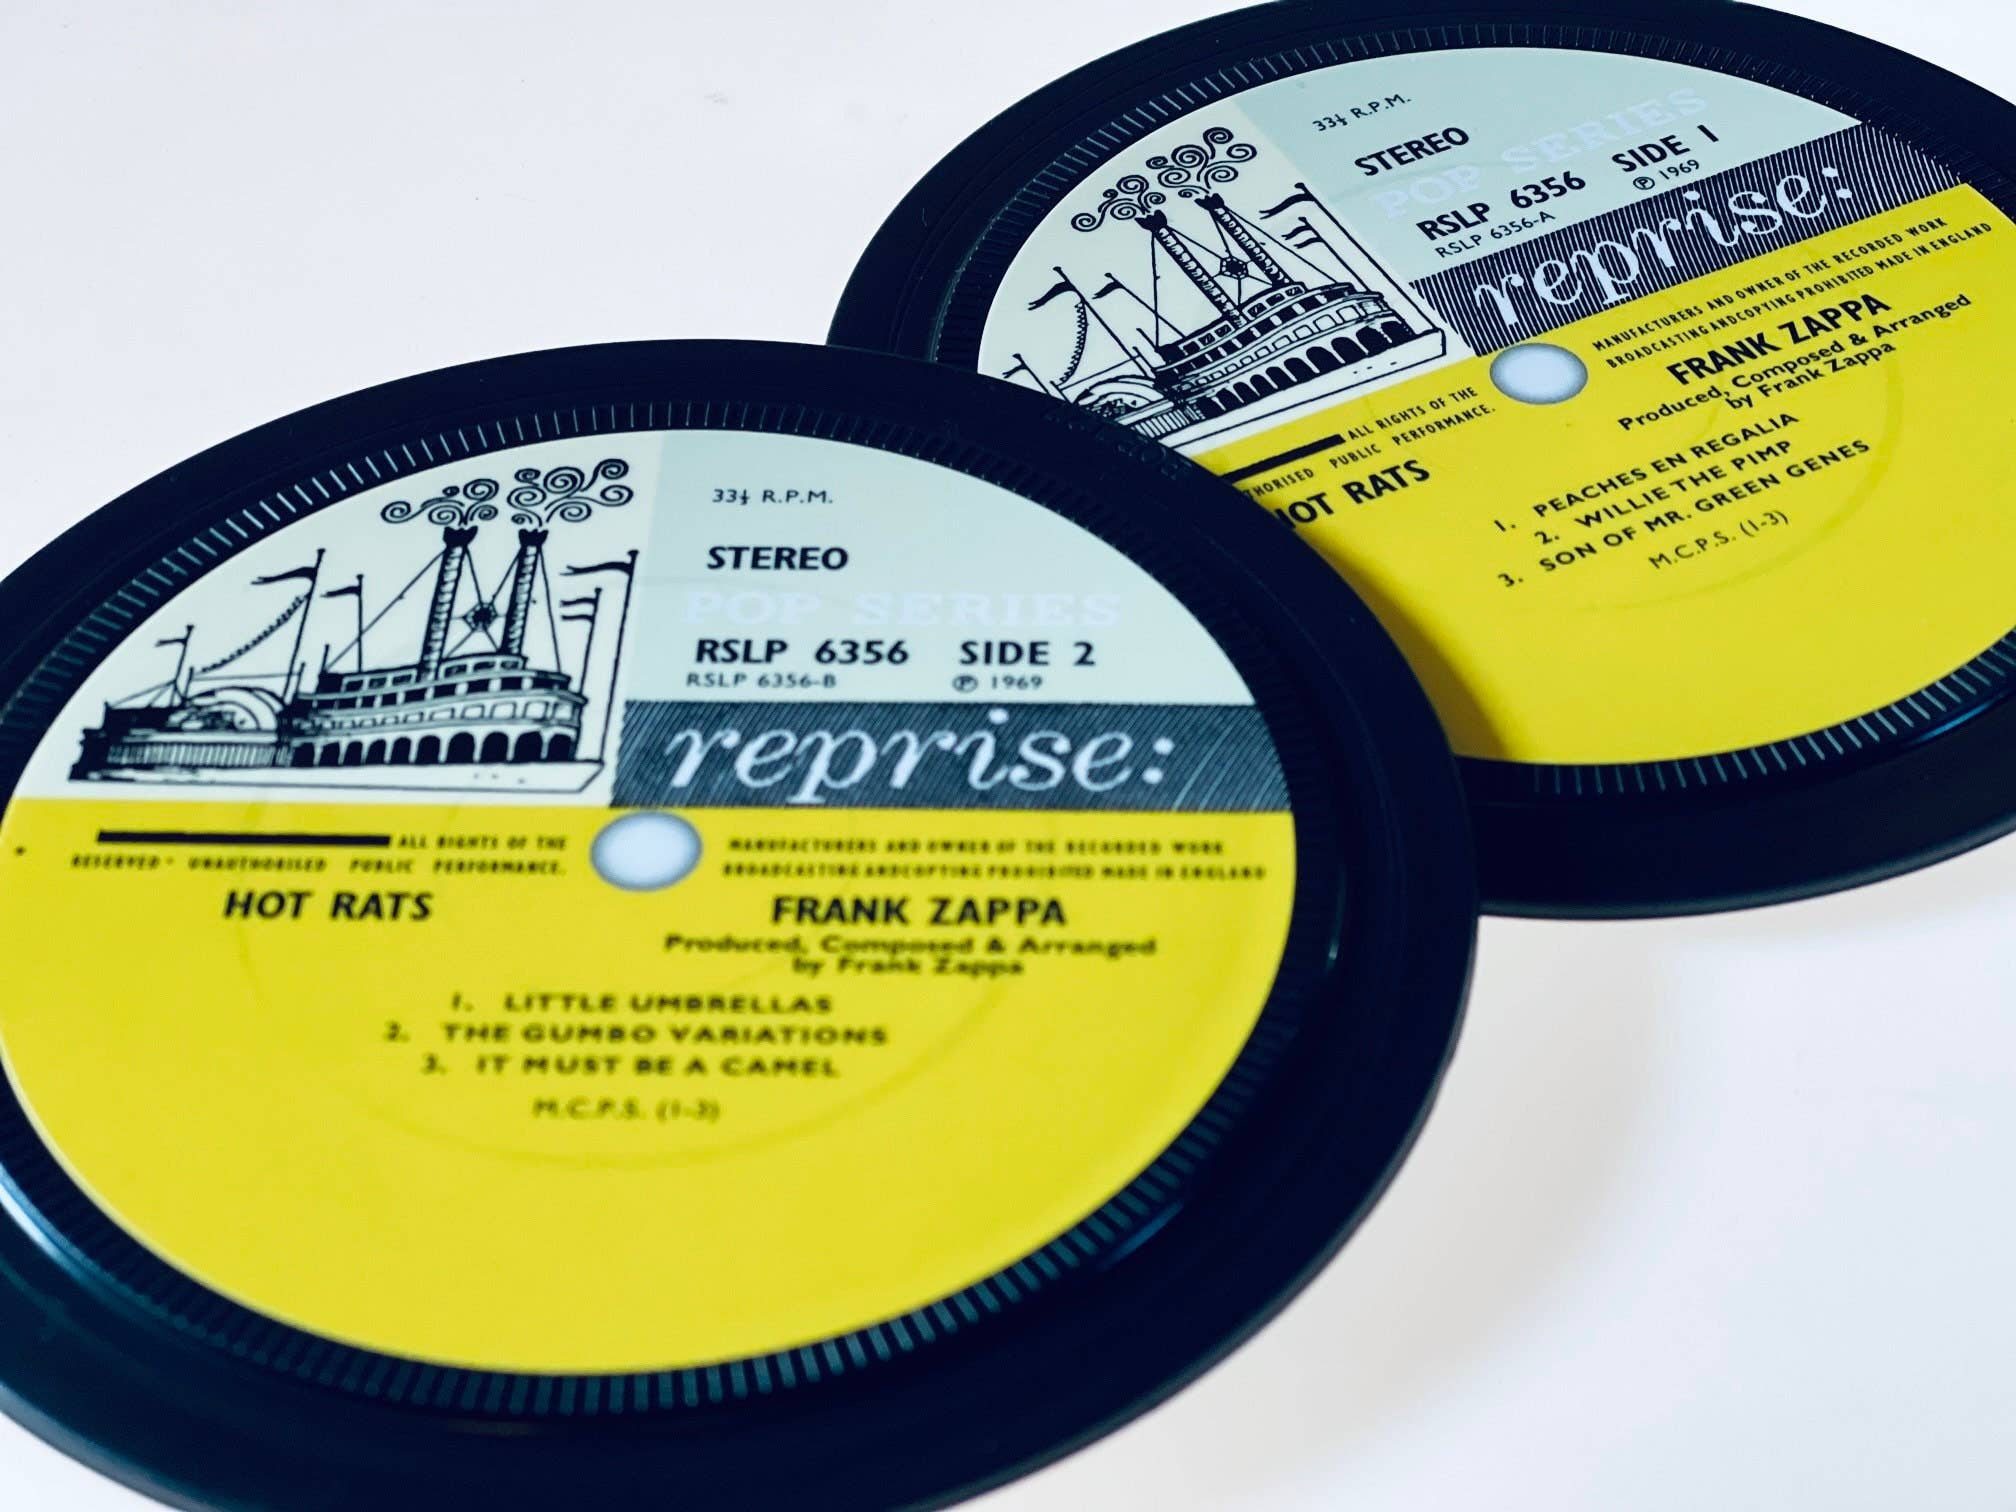 33⅓ R.P.M.
STEREO
POP SERIES
RSLP 6356 SIDE 1
RSLP 6356-A ℗ 1969
reprise:
ALL RIGHTS OF THE MANUFACTURERS AND OWNER OF THE RECORDED WORK
PUBLIC PERFORMANCE. BROADCASTING AND COPYING PROHIBITED MADE IN ENGLAND
HOT RATS FRANK ZAPPA
Produced, Composed & Arranged
by Frank Zappa
1. PEACHES EN REGALIA
2. WILLIE THE PIMP
3. SON OF MR. GREEN GENES
M.C.P.S. (1-3)
33⅓ R.P.M.
STEREO
POP SERIES
RSLP 6356 SIDE 2
RSLP 6356-B ℗ 1969
reprise:
ALL RIGHTS OF THE MANUFACTURERS AND OWNER OF THE RECORDED WORK
RESERVED · UNAUTHORISED PUBLIC PERFORMANCE. BROADCASTING AND COPYING PROHIBITED MADE IN ENGLAND
HOT RATS FRANK ZAPPA
Produced, Composed & Arranged
by Frank Zappa
1. LITTLE UMBRELLAS
2. THE GUMBO VARIATIONS
3. IT MUST BE A CAMEL
M.C.P.S. (1-3)